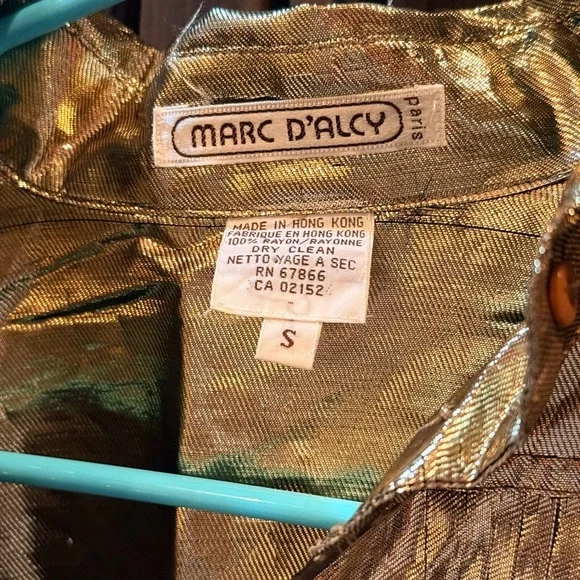 MARC D'ALCY
paris
MADE IN HONG KONG
FABRIQUE EN HONG KONG
100% RAYON/RAYONNE
DRY CLEAN
NETTOYAGE A SEC
RN 67866
CA 02152
S